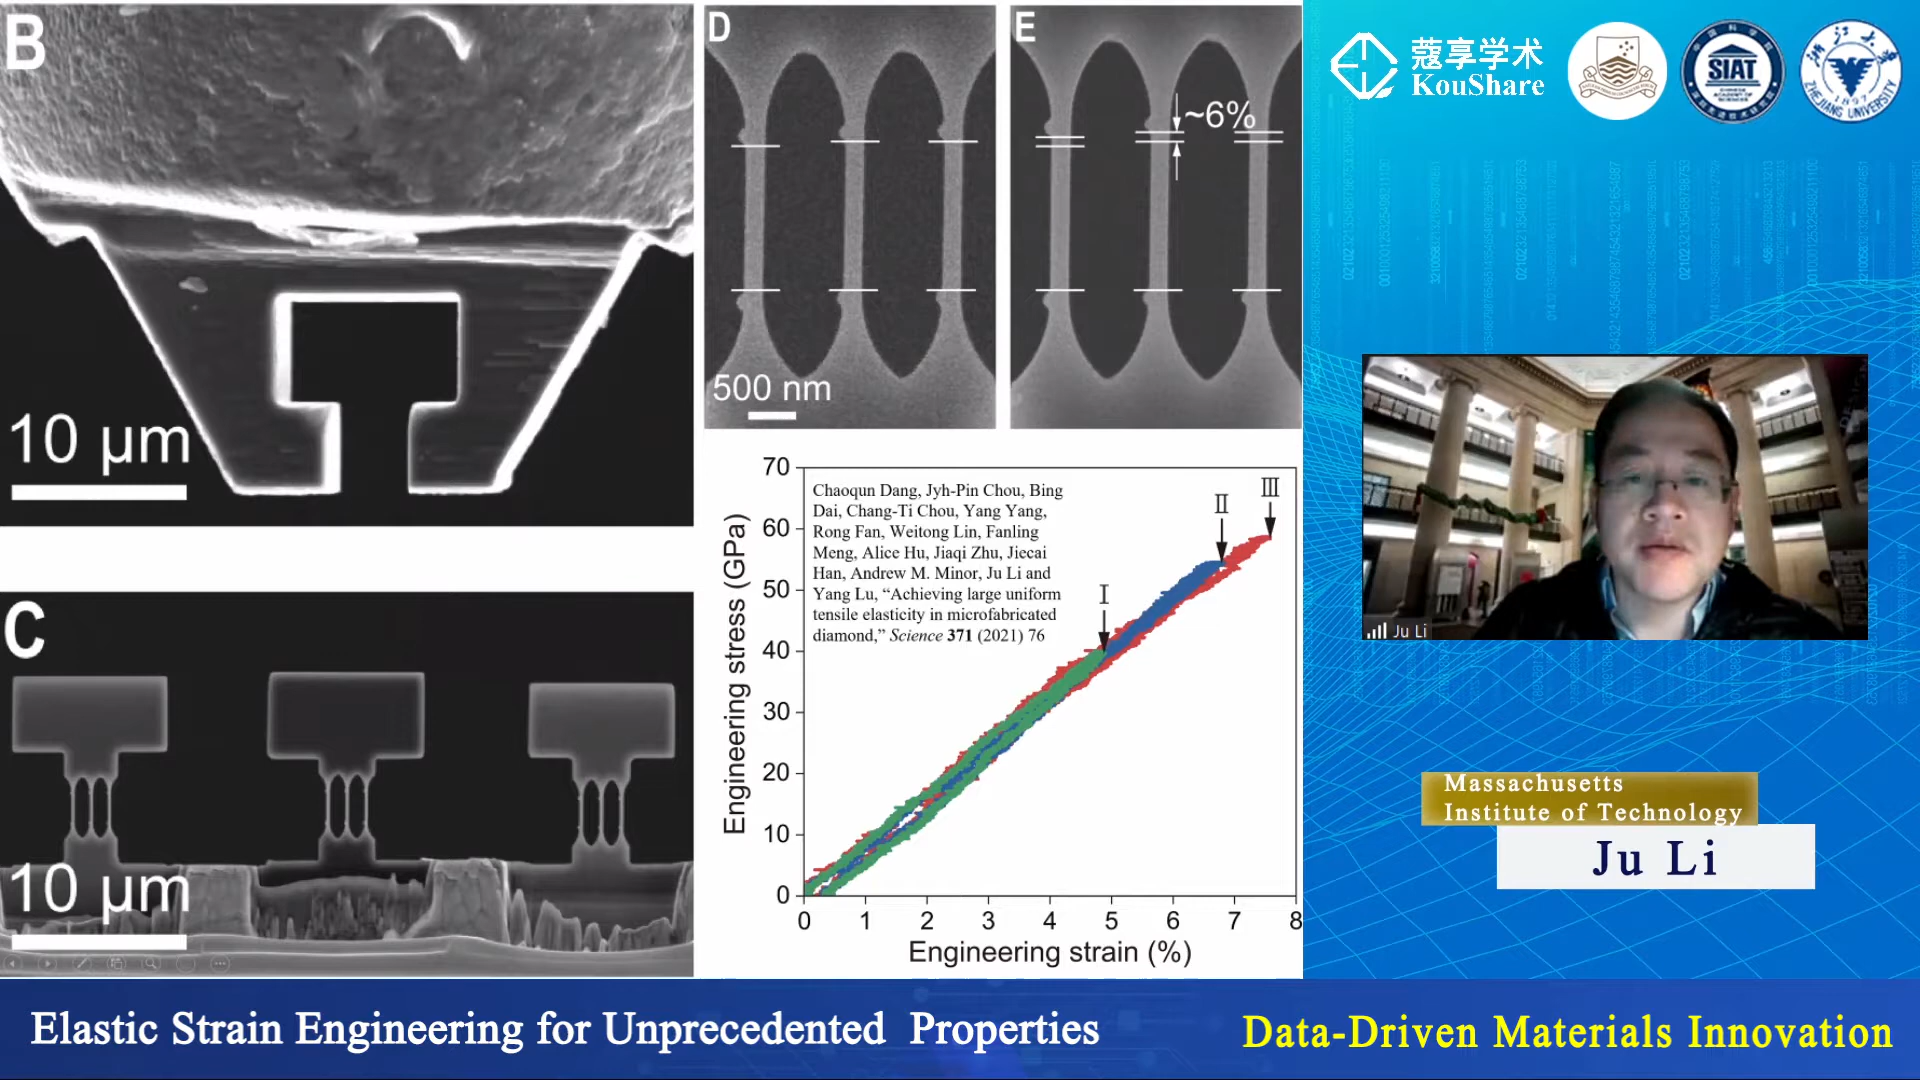 B
10 μm
C
10 μm
D
500 nm
E
~6%
70
60
50
40
30
20
10
0
0 1 2 3 4 5 6 7 8
Engineering stress (GPa)
Engineering strain (%)
Chaoqun Dang, Jyh-Pin Chou, Bing
Dai, Chang-Ti Chou, Yang Yang,
Rong Fan, Weitong Lin, Fanling
Meng, Alice Hu, Jiaqi Zhu, Jiecai
Han, Andrew M. Minor, Ju Li and
Yang Lu, “Achieving large uniform
tensile elasticity in microfabricated
diamond,” Science 371 (2021) 76
I
II
III
蔻享学术
KouShare
SIAT
ZHEJIANG UNIVERSITY
1897
Ju Li
Massachusetts
Institute of Technology
Ju Li
Elastic Strain Engineering for Unprecedented Properties
Data-Driven Materials Innovation